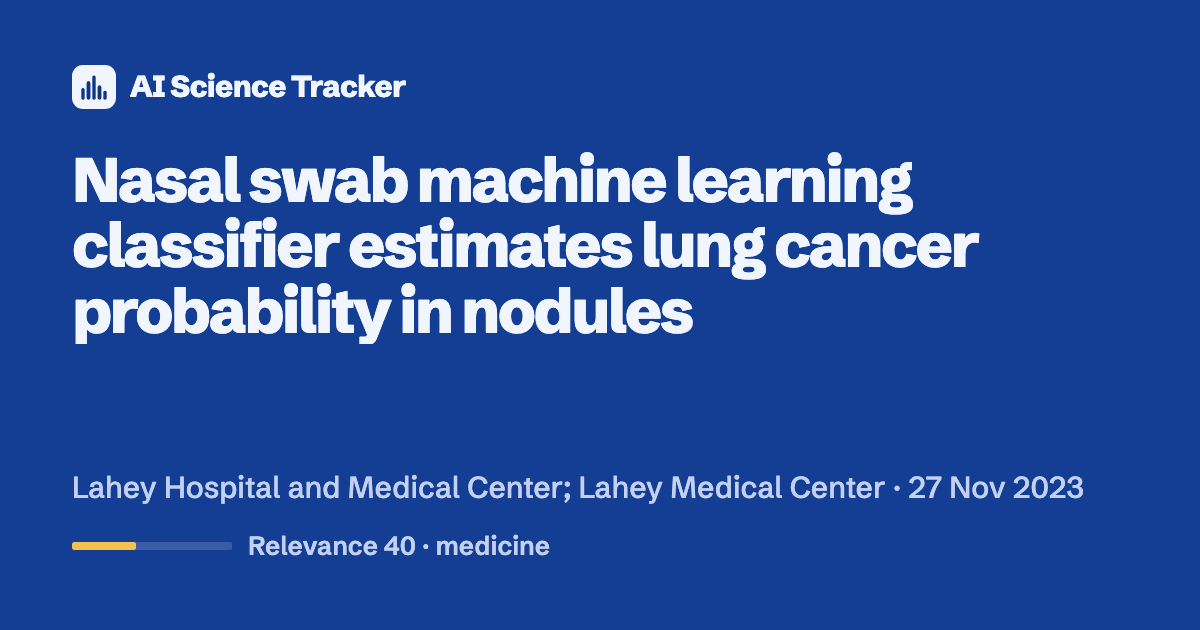 AI Science Tracker
Nasal swab machine learning
classifier estimates lung cancer
probability in nodules
Lahey Hospital and Medical Center; Lahey Medical Center · 27 Nov 2023
Relevance 40 · medicine